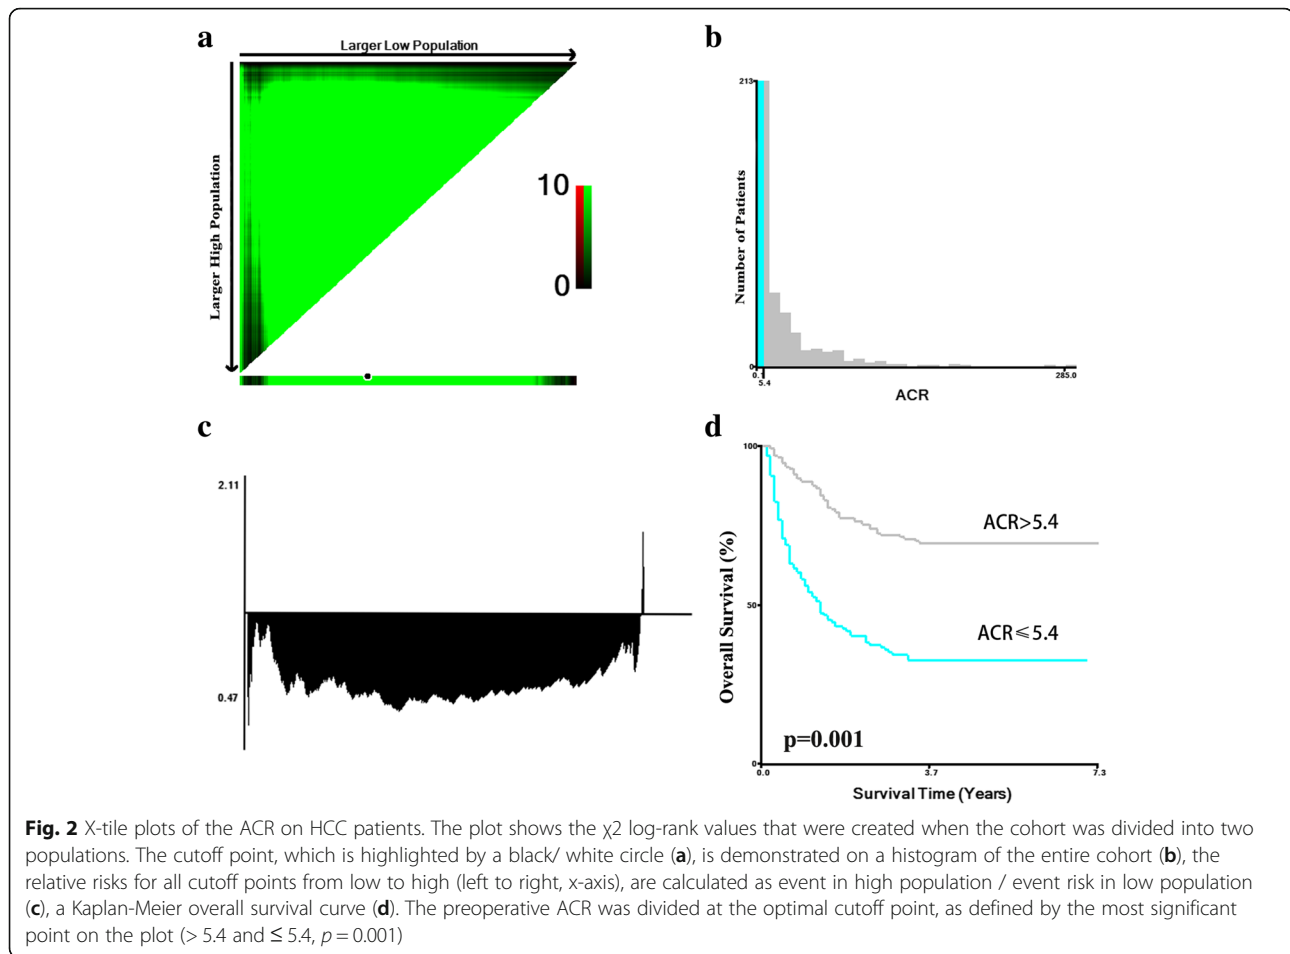 a
Larger Low Population
Larger High Population
10
0
b
213
Number of Patients
0
0.1
5.4
285.0
ACR
c
2.11
0.47
d
100
Overall Survival (%)
50
0
ACR>5.4
ACR≤5.4
p=0.001
0.0
3.7
7.3
Survival Time (Years)
Fig. 2 X-tile plots of the ACR on HCC patients. The plot shows the χ2 log-rank values that were created when the cohort was divided into two
populations. The cutoff point, which is highlighted by a black/ white circle (a), is demonstrated on a histogram of the entire cohort (b), the
relative risks for all cutoff points from low to high (left to right, x-axis), are calculated as event in high population / event risk in low population
(c), a Kaplan-Meier overall survival curve (d). The preoperative ACR was divided at the optimal cutoff point, as defined by the most significant
point on the plot (> 5.4 and ≤ 5.4, p = 0.001)